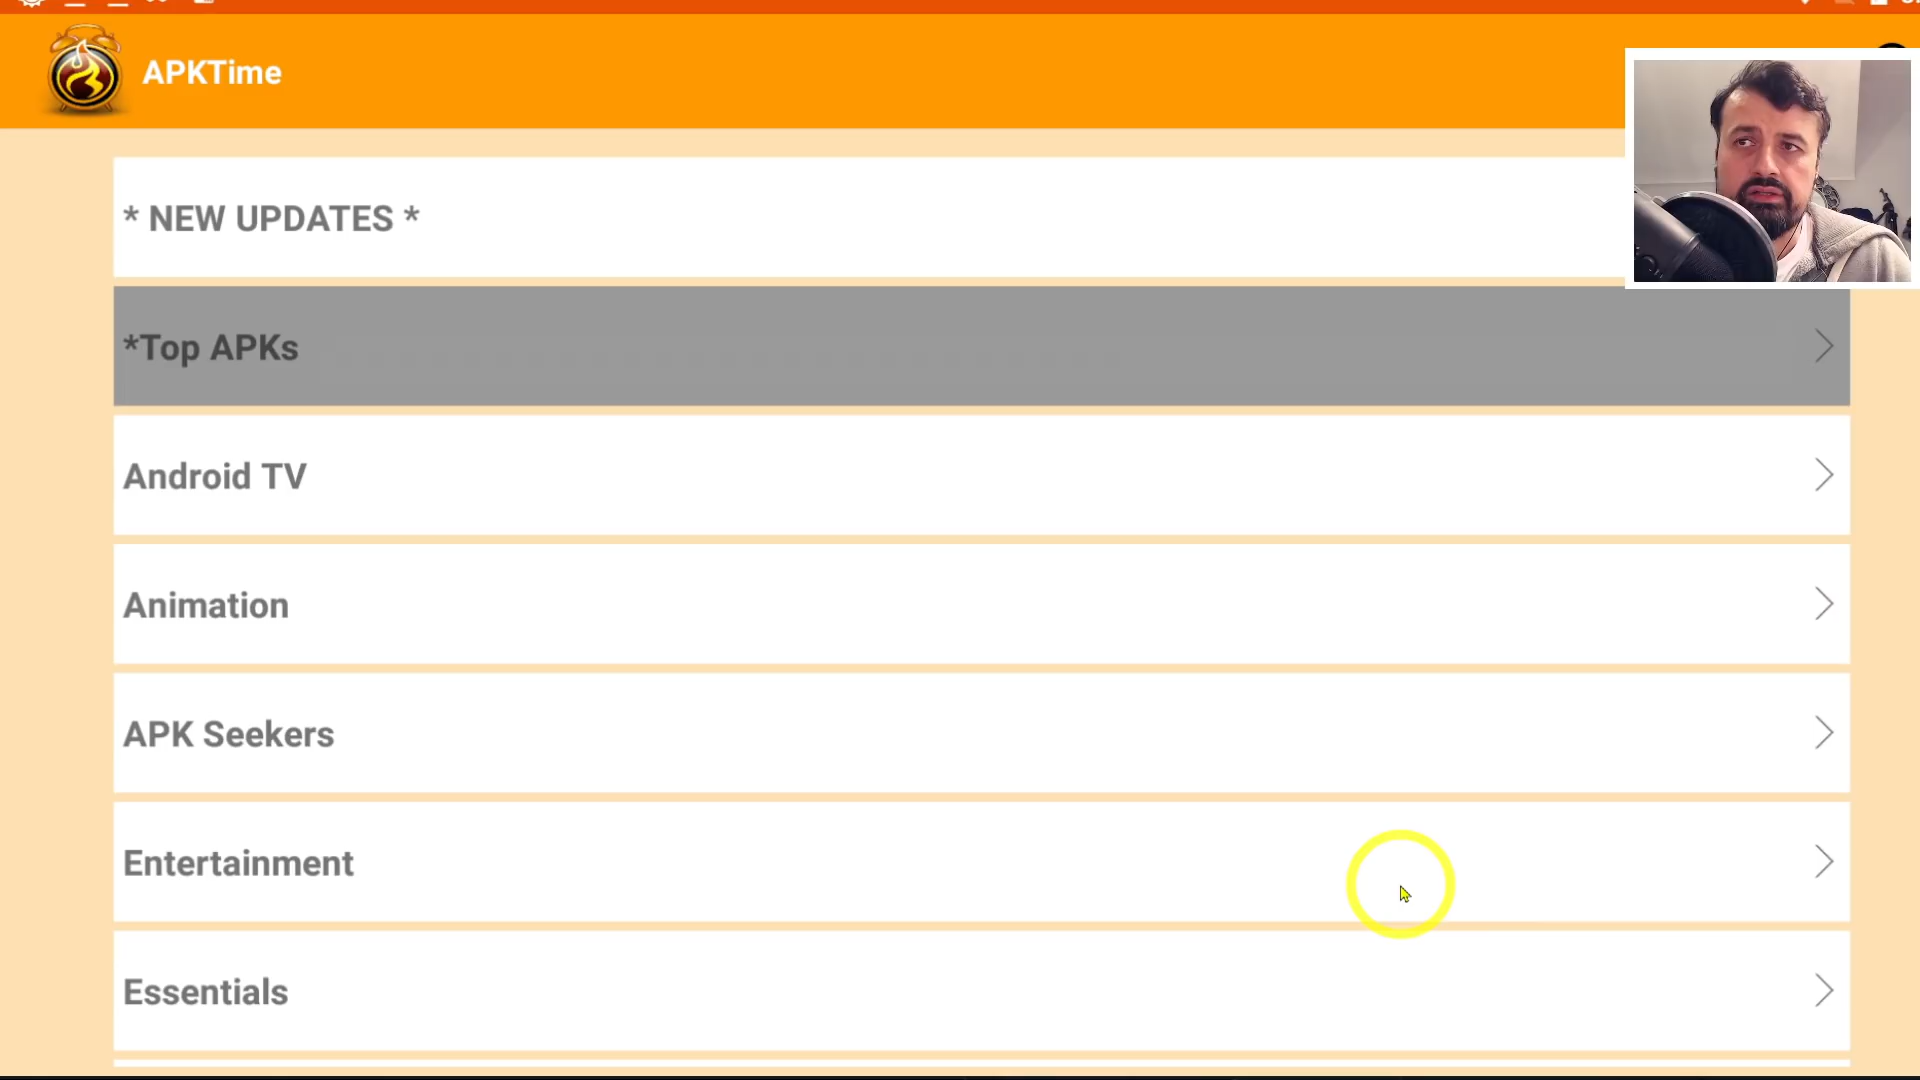 APKTime
* NEW UPDATES *
*Top APKs
Android TV
Animation
APK Seekers
Entertainment
Essentials